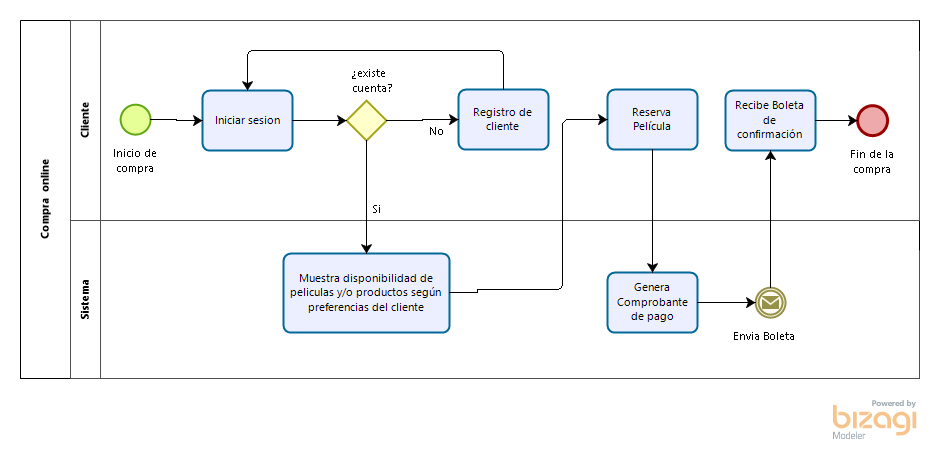 Compra online
Cliente
Sistema
Inicio de
compra
Iniciar sesion
¿existe
cuenta?
No
Si
Registro de
cliente
Muestra disponibilidad de
peliculas y/o productos según
preferencias del cliente
Reserva
Película
Genera
Comprobante
de pago
Envia Boleta
Recibe Boleta
de
confirmación
Fin de la
compra
Powered by
bizagi
Modeler